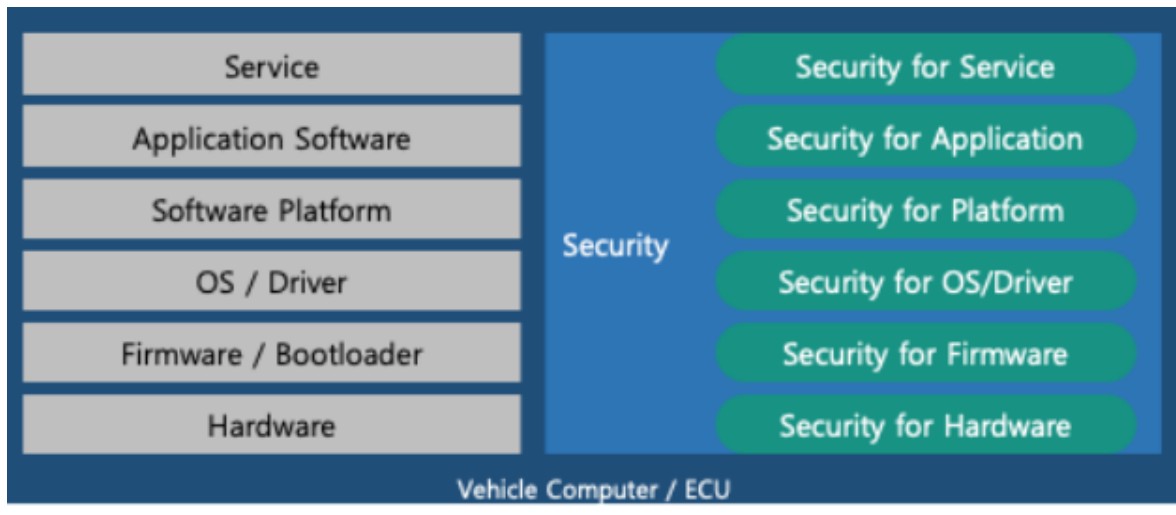 Service
Application Software
Software Platform
OS / Driver
Firmware / Bootloader
Hardware
Security
Security for Service
Security for Application
Security for Platform
Security for OS/Driver
Security for Firmware
Security for Hardware
Vehicle Computer / ECU